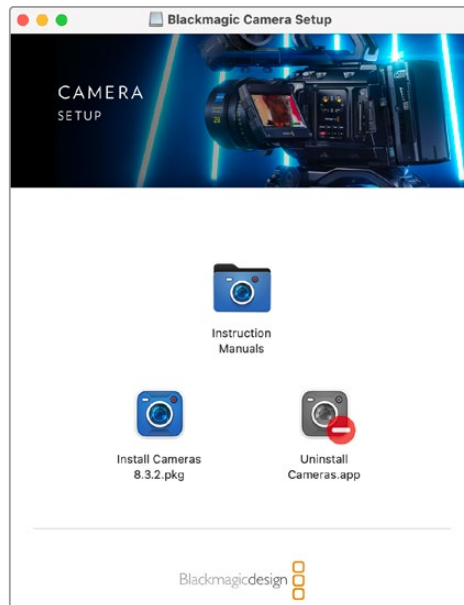 Blackmagic Camera Setup
CAMERA
SETUP
Instruction
Manuals
Install Cameras
8.3.2.pkg
Uninstall
Cameras.app
Blackmagicdesign